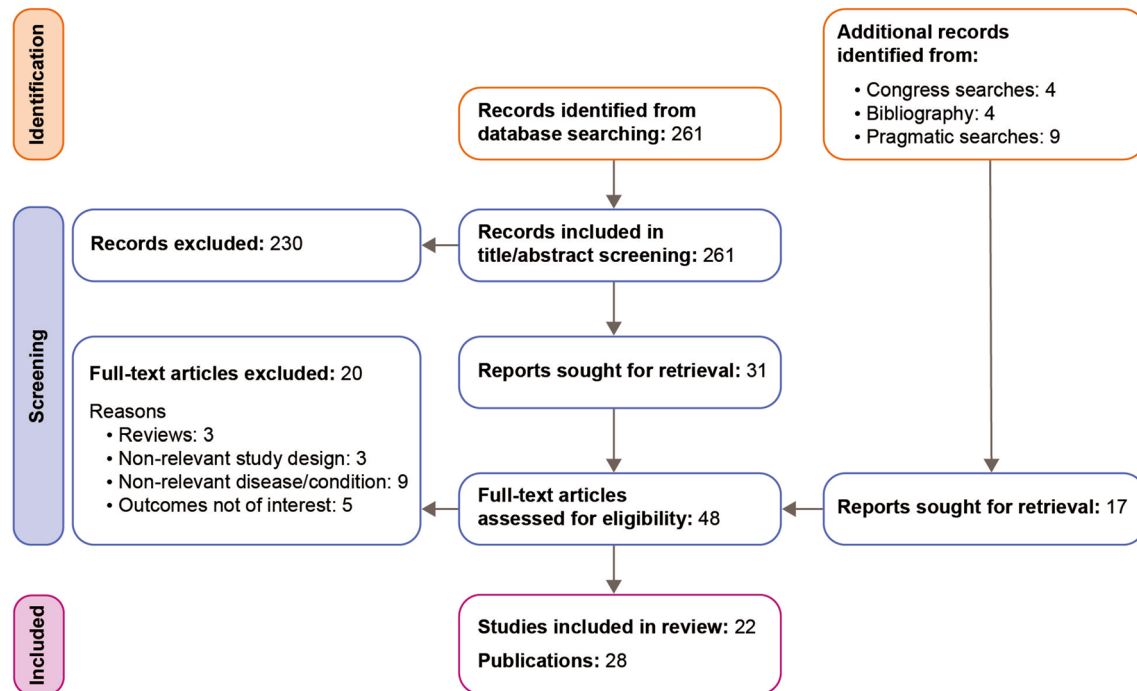 Identification
Records identified from
database searching: 261
Additional records
identified from:
• Congress searches: 4
• Bibliography: 4
• Pragmatic searches: 9
Screening
Records excluded: 230
Records included in
title/abstract screening: 261
Full-text articles excluded: 20
Reasons
• Reviews: 3
• Non-relevant study design: 3
• Non-relevant disease/condition: 9
• Outcomes not of interest: 5
Reports sought for retrieval: 31
Full-text articles
assessed for eligibility: 48
Reports sought for retrieval: 17
Included
Studies included in review: 22
Publications: 28